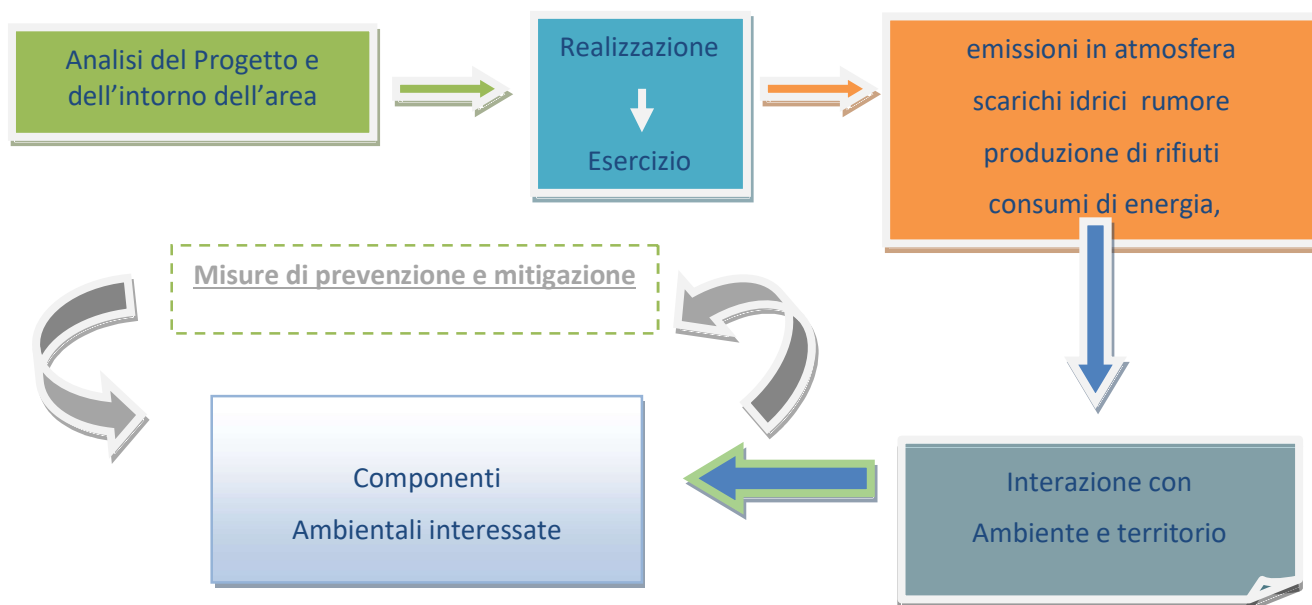 Analisi del Progetto e
dell’intorno dell’area
Realizzazione
Esercizio
emissioni in atmosfera
scarichi idrici  rumore
produzione di rifiuti
consumi di energia,
Misure di prevenzione e mitigazione
Componenti
Ambientali interessate
Interazione con
Ambiente e territorio